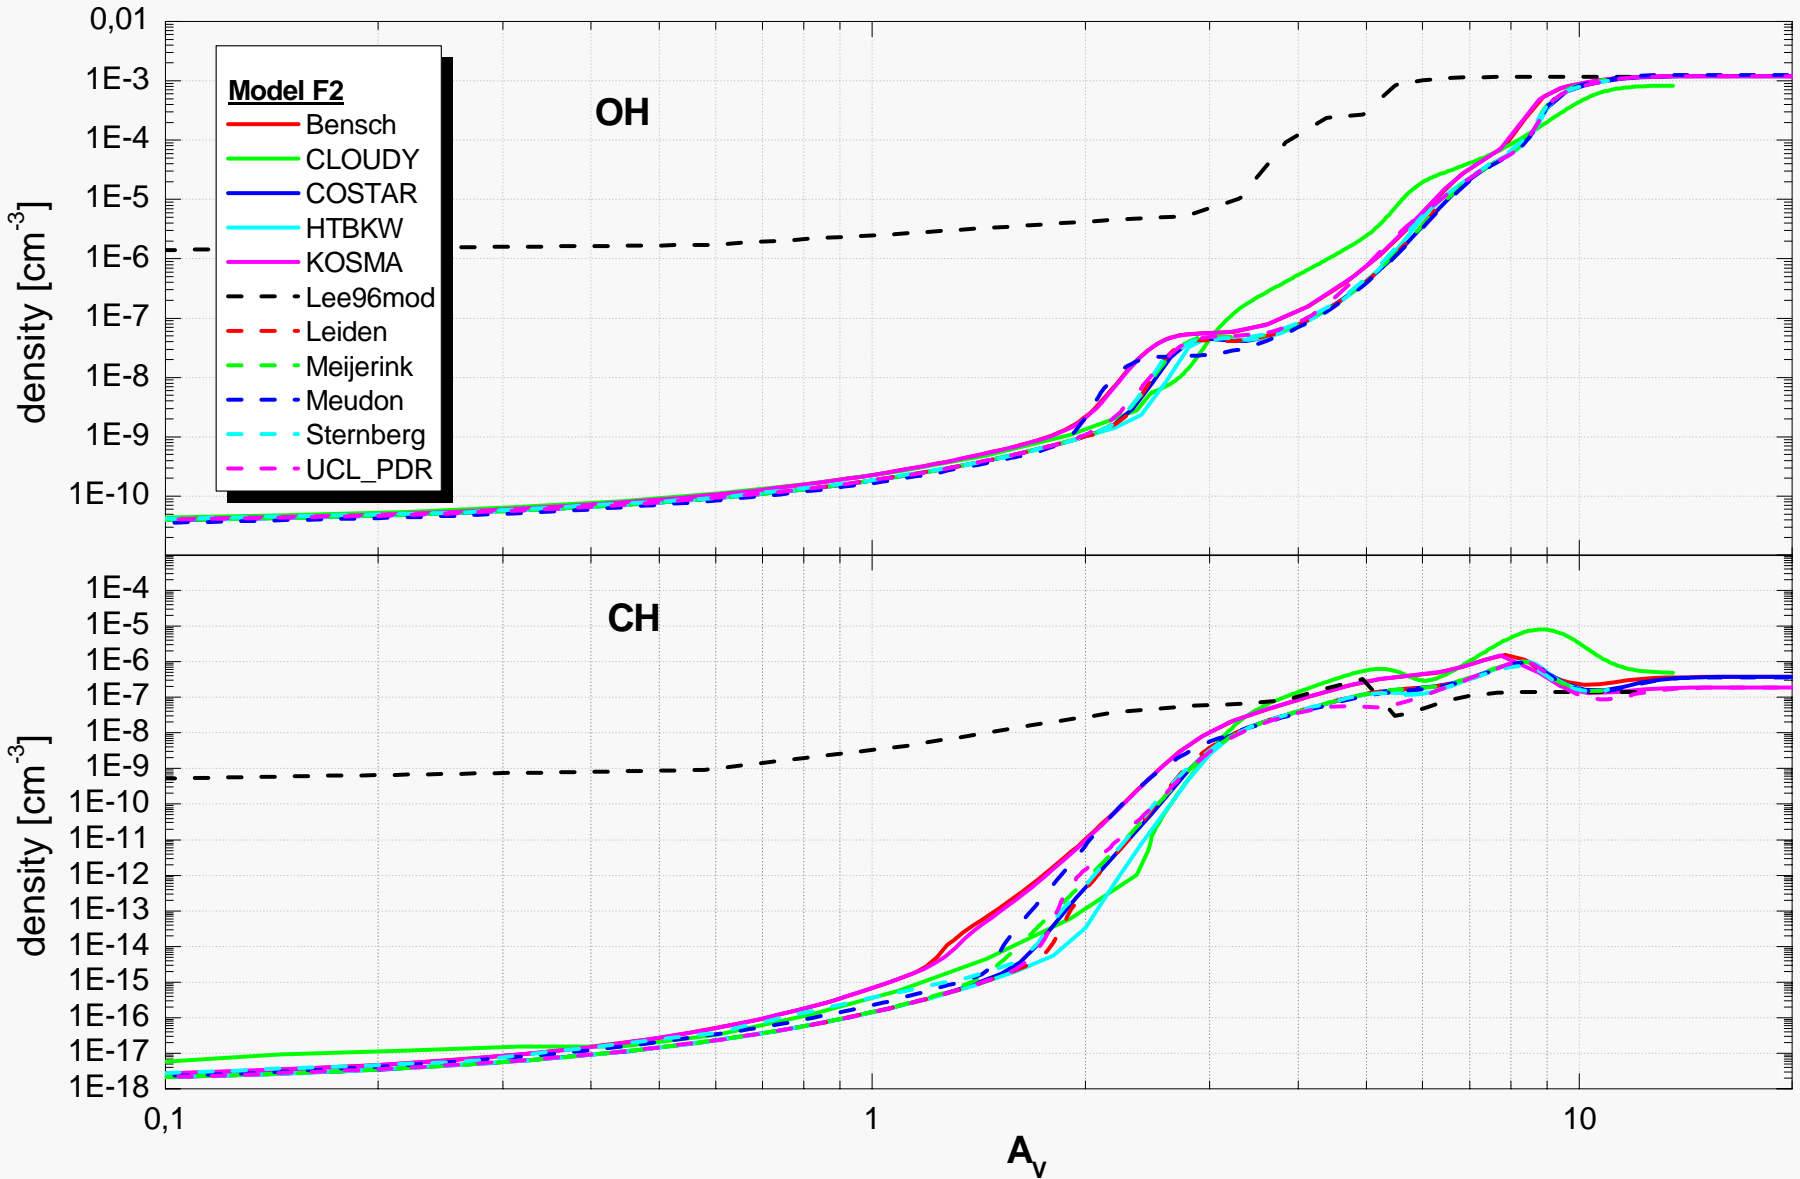 0,01
1E-3
1E-4
1E-5
1E-6
1E-7
1E-8
1E-9
1E-10
density [cm-3]
OH
Model F2
Bensch
CLOUDY
COSTAR
HTBKW
KOSMA
Lee96mod
Leiden
Meijerink
Meudon
Sternberg
UCL_PDR
1E-4
1E-5
1E-6
1E-7
1E-8
1E-9
1E-10
1E-11
1E-12
1E-13
1E-14
1E-15
1E-16
1E-17
1E-18
density [cm-3]
CH
0,1 1 10
AV